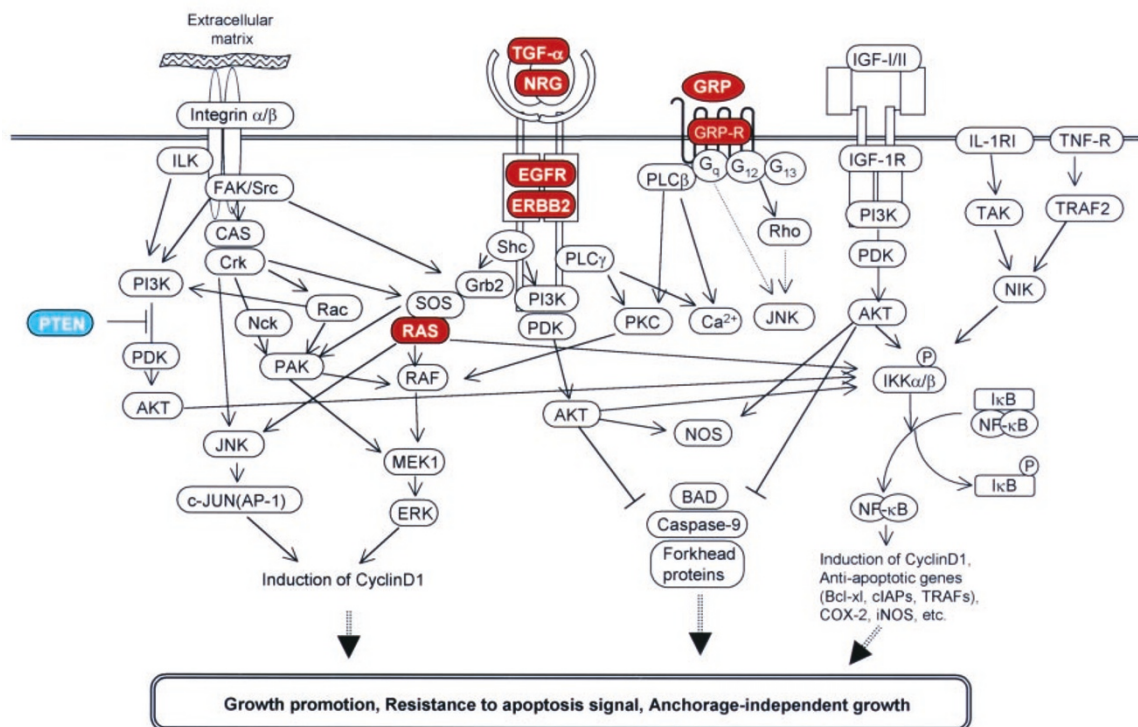 Extracellular
matrix
TGF-α
NRG
GRP
IGF-I/II
Integrin α/β
GRP-R
IL-1RI
TNF-R
ILK
FAK/Src
EGFR
ERBB2
PLCβ
Gq
G12
G13
IGF-1R
CAS
Crk
Shc
PLCγ
Rho
PI3K
TAK
TRAF2
PI3K
Grb2
PDK
NIK
PTEN
Nck
Rac
SOS
RAS
PI3K
PDK
PKC
Ca2+
JNK
AKT
PDK
PAK
RAF
P
IKKα/β
AKT
AKT
NOS
IκB
NF-κB
JNK
MEK1
P
IκB
c-JUN(AP-1)
ERK
BAD
Caspase-9
Forkhead
proteins
NF-κB
Induction of CyclinD1
Induction of CyclinD1,
Anti-apoptotic genes
(Bcl-xl, cIAPs, TRAFs),
COX-2, iNOS, etc.
Growth promotion, Resistance to apoptosis signal, Anchorage-independent growth